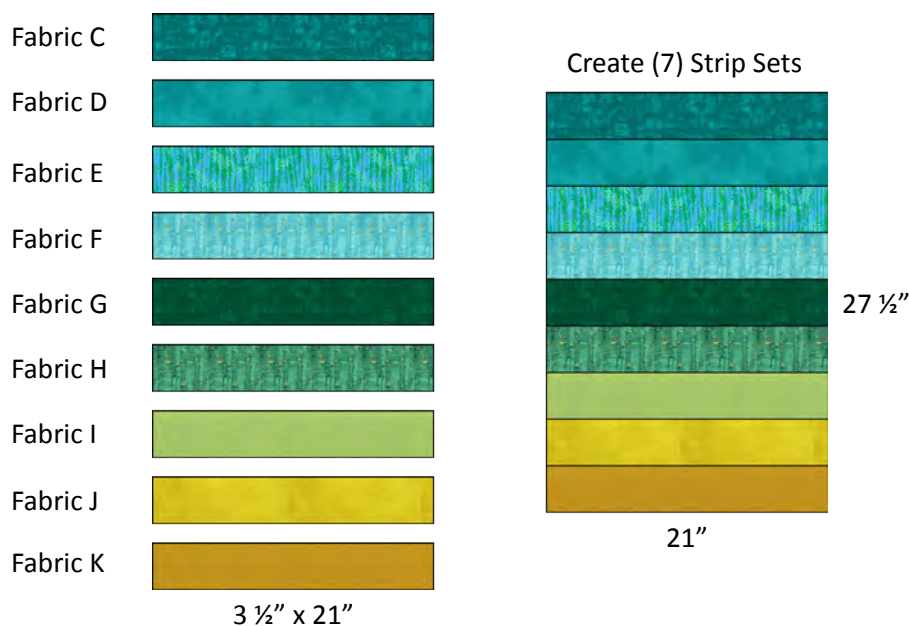 Fabric C
Fabric D
Fabric E
Fabric F
Fabric G
Fabric H
Fabric I
Fabric J
Fabric K
3 ½” x 21”
Create (7) Strip Sets
27 ½”
21”